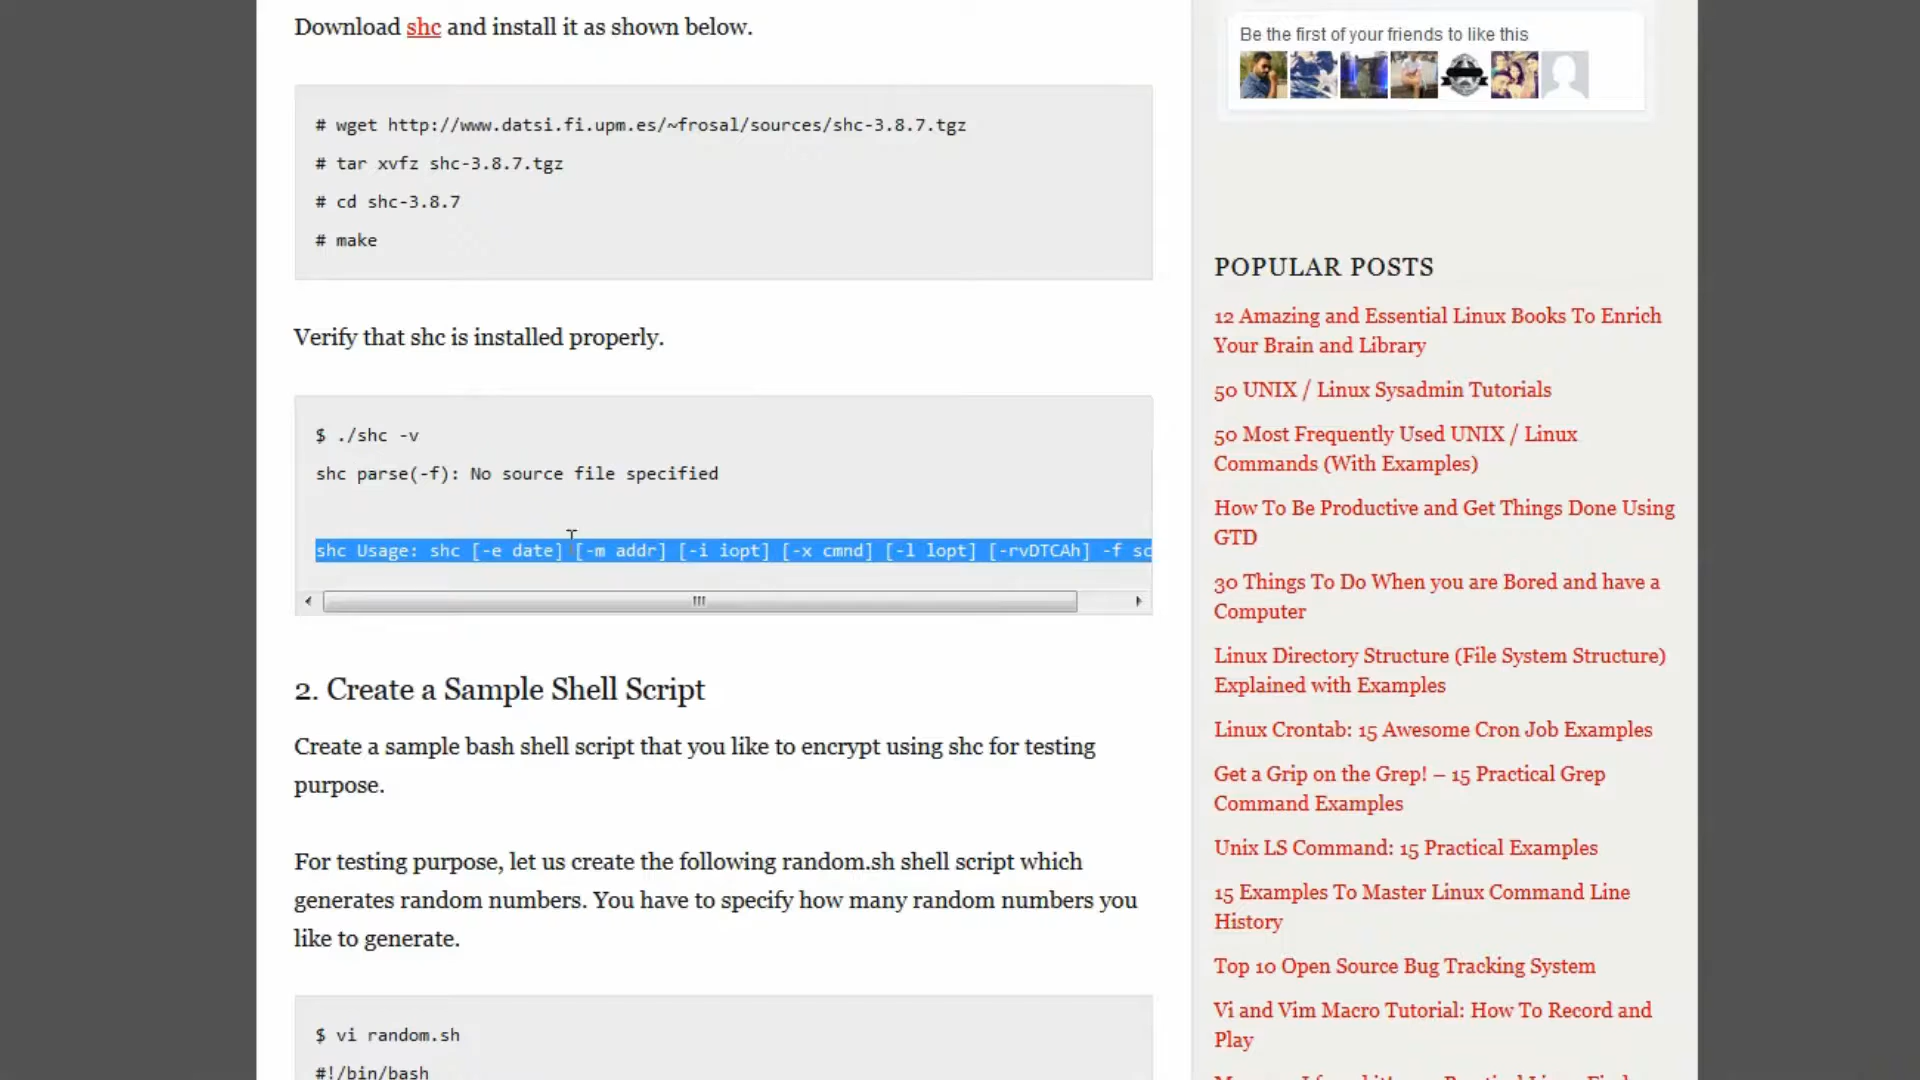 Download shc and install it as shown below.
# wget http://www.datsi.fi.upm.es/~frosal/sources/shc-3.8.7.tgz
# tar xvfz shc-3.8.7.tgz
# cd shc-3.8.7
# make
Verify that shc is installed properly.
$ ./shc -v
shc parse(-f): No source file specified
shc Usage: shc [-e date] [-m addr] [-i iopt] [-x cmnd] [-l lopt] [-rvDTCAh] -f sc
2. Create a Sample Shell Script
Create a sample bash shell script that you like to encrypt using shc for testing
purpose.
For testing purpose, let us create the following random.sh shell script which
generates random numbers. You have to specify how many random numbers you
like to generate.
$ vi random.sh
#!/bin/bash
Be the first of your friends to like this
POPULAR POSTS
12 Amazing and Essential Linux Books To Enrich
Your Brain and Library
50 UNIX / Linux Sysadmin Tutorials
50 Most Frequently Used UNIX / Linux
Commands (With Examples)
How To Be Productive and Get Things Done Using
GTD
30 Things To Do When you are Bored and have a
Computer
Linux Directory Structure (File System Structure)
Explained with Examples
Linux Crontab: 15 Awesome Cron Job Examples
Get a Grip on the Grep! – 15 Practical Grep
Command Examples
Unix LS Command: 15 Practical Examples
15 Examples To Master Linux Command Line
History
Top 10 Open Source Bug Tracking System
Vi and Vim Macro Tutorial: How To Record and
Play